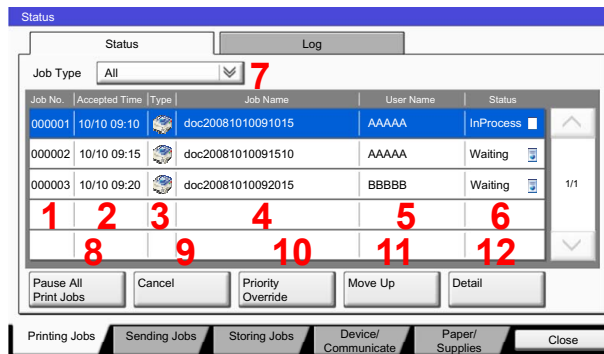 Status
Status Log
Job Type All 7
Job No. Accepted Time Type Job Name User Name Status
000001 10/10 09:10 doc20081010091015 AAAAA InProcess
000002 10/10 09:15 doc20081010091510 AAAAA Waiting
000003 10/10 09:20 doc20081010092015 BBBBB Waiting 1/1
1 2 3 4 5 6
8 9 10 11 12
Pause All
Print Jobs
Cancel
Priority
Override
Move Up
Detail
Printing Jobs
Sending Jobs
Storing Jobs
Device/
Communicate
Paper/
Supplies
Close